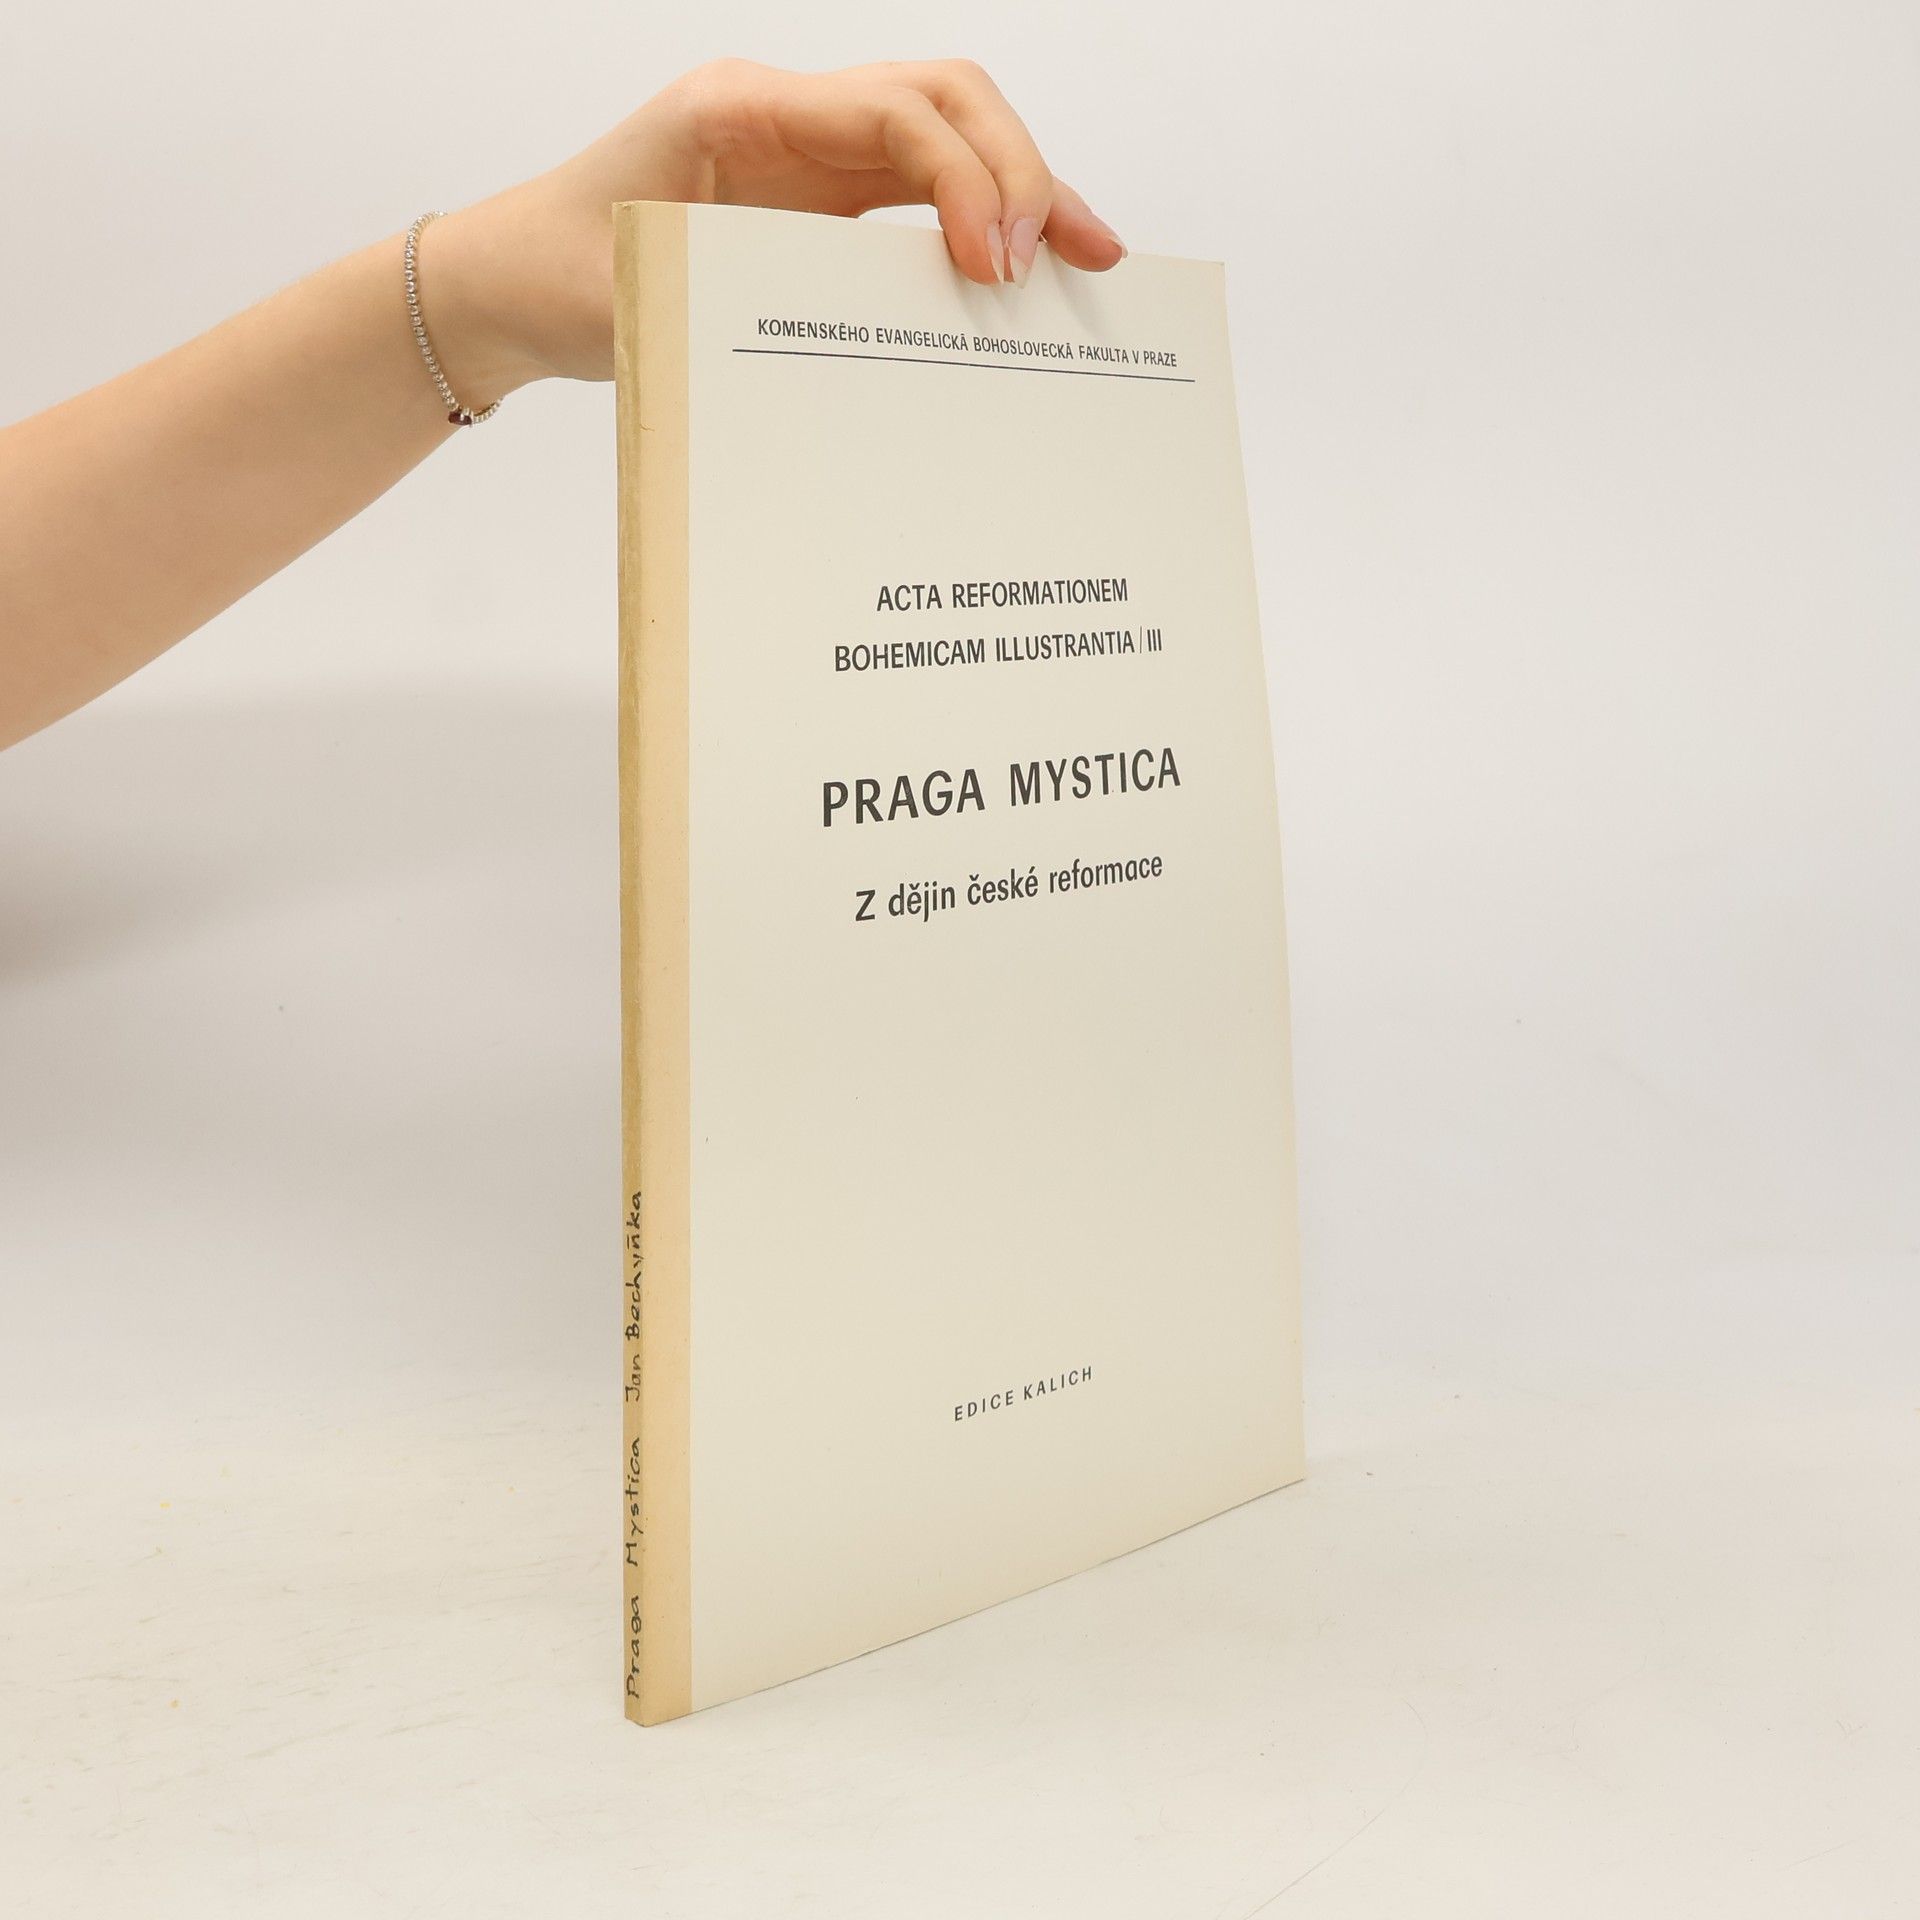 KOMENSKÉHO EVANGELICKÁ BOHOSLOVECKÁ FAKULTA V PRAZE
ACTA REFORMATIONEM
BOHEMICAM ILLUSTRANTIA/III
PRAGA MYSTICA
Z dějin české reformace
EDICE KALICH
Praga Mystica Jan Bechyňka